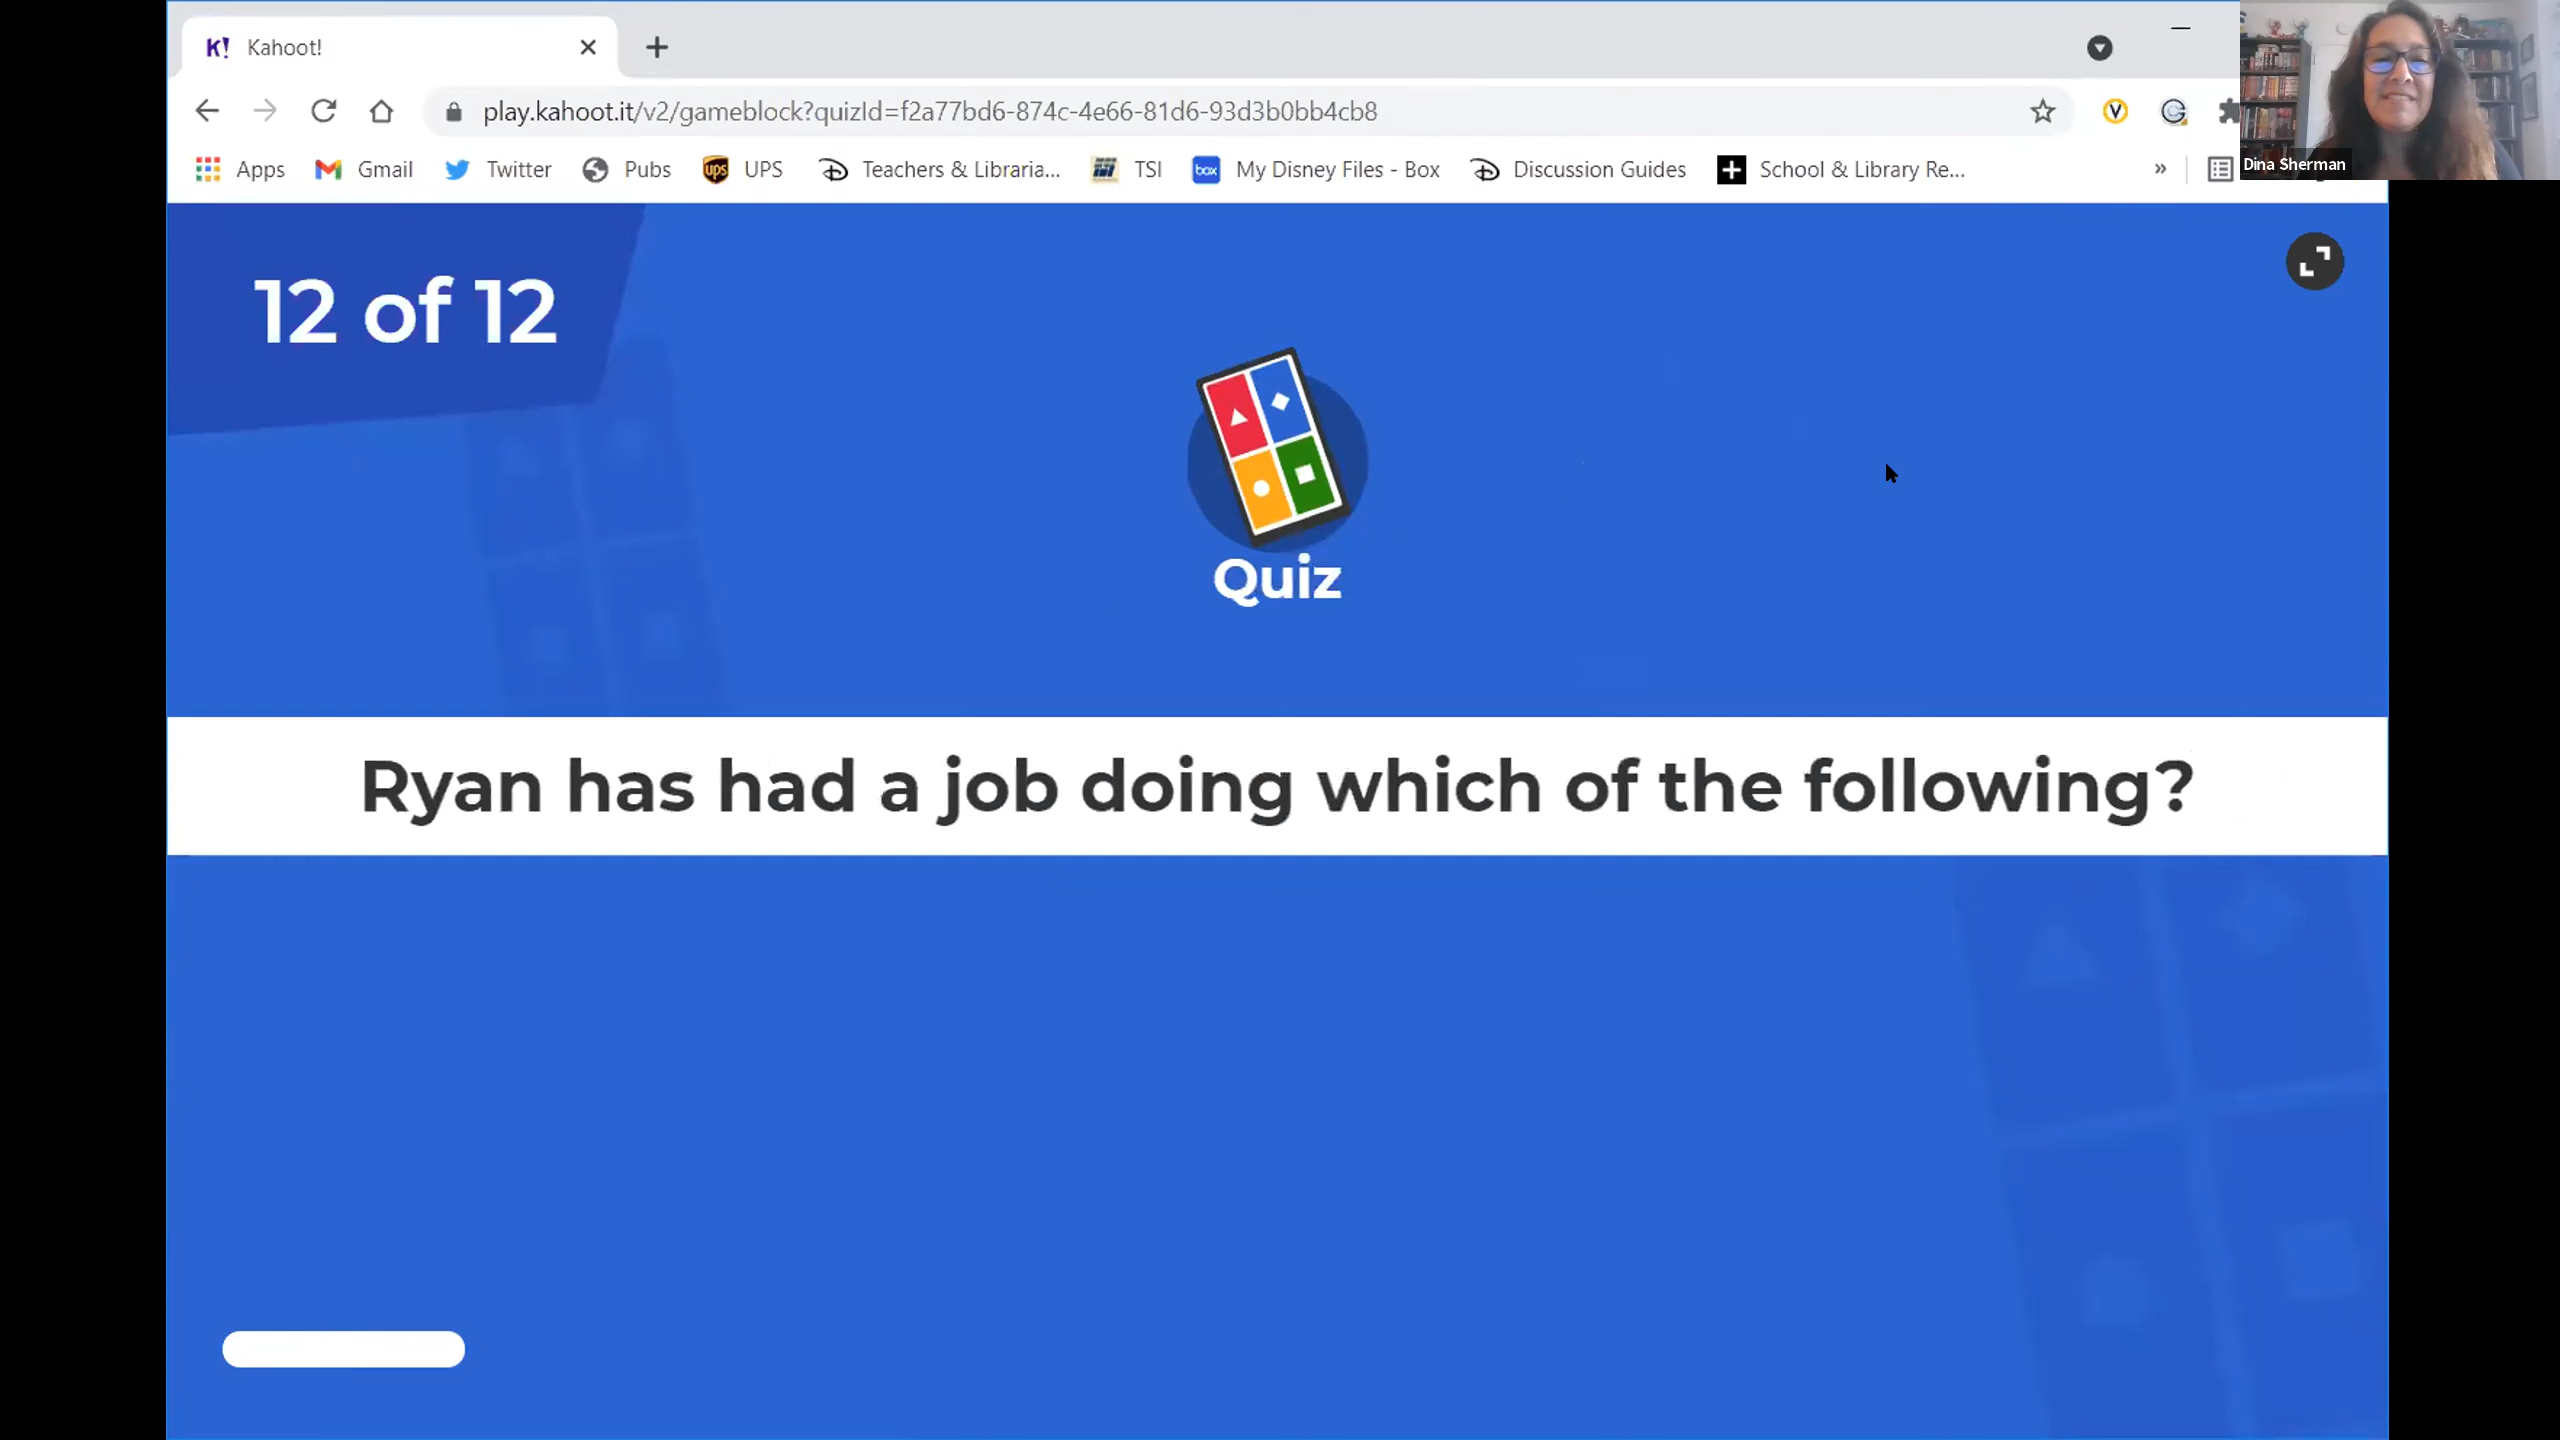 K! Kahoot!
play.kahoot.it/v2/gameblock?quizId=f2a77bd6-874c-4e66-81d6-93d3b0bb4cb8
Apps Gmail Twitter Pubs ups UPS Teachers & Libraria... TSI box My Disney Files - Box Discussion Guides School & Library Re... »
Dina Sherman
12 of 12
Quiz
Ryan has had a job doing which of the following?